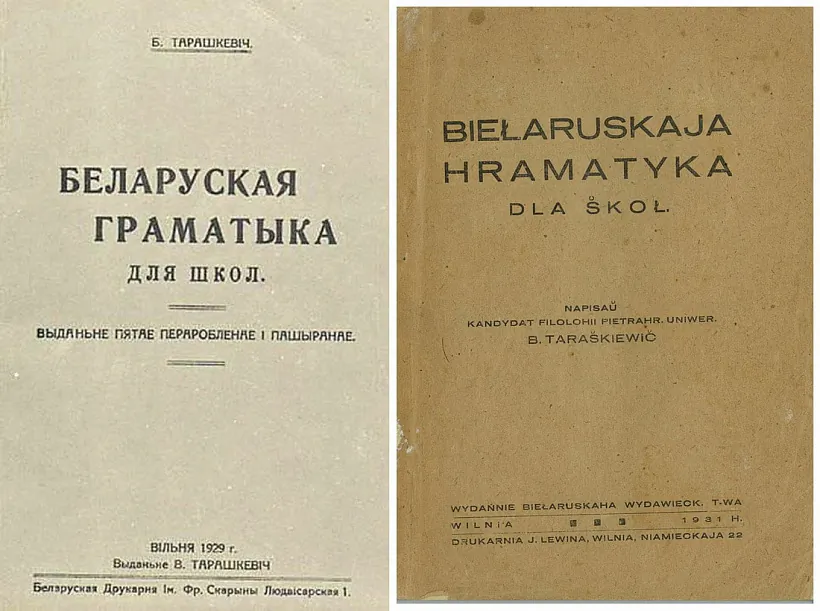 Б. ТАРАШКЕВІЧ.
БЕЛАРУСКАЯ
ГРАМАТЫКА
ДЛЯ ШКОЛ.
ВЫДАНЬНЕ ПЯТАЕ ПЕРАРОБЛЕНАЕ І ПАШЫРАНАЕ.
ВІЛЬНЯ 1929 г.
Выданьне В. ТАРАШКЕВІЧ
Беларуская Друкарня Ім. Фр. Скарыны Людвісарская 1.
BIEŁARUSKAJA
HRAMATYKA
DLA ŠKOŁ.
NAPISAŬ
KANDYDAT FILOLOHII PIETRAHR. UNIWER.
B. TARAŠKIEWIČ
WYDAŃNIE BIEŁARUSKAHA WYDAWIECK. T-WA
WILNIA 1931 H.
DRUKARNIA J. LEWINA, WILNIA, NIAMIECKAJA 22